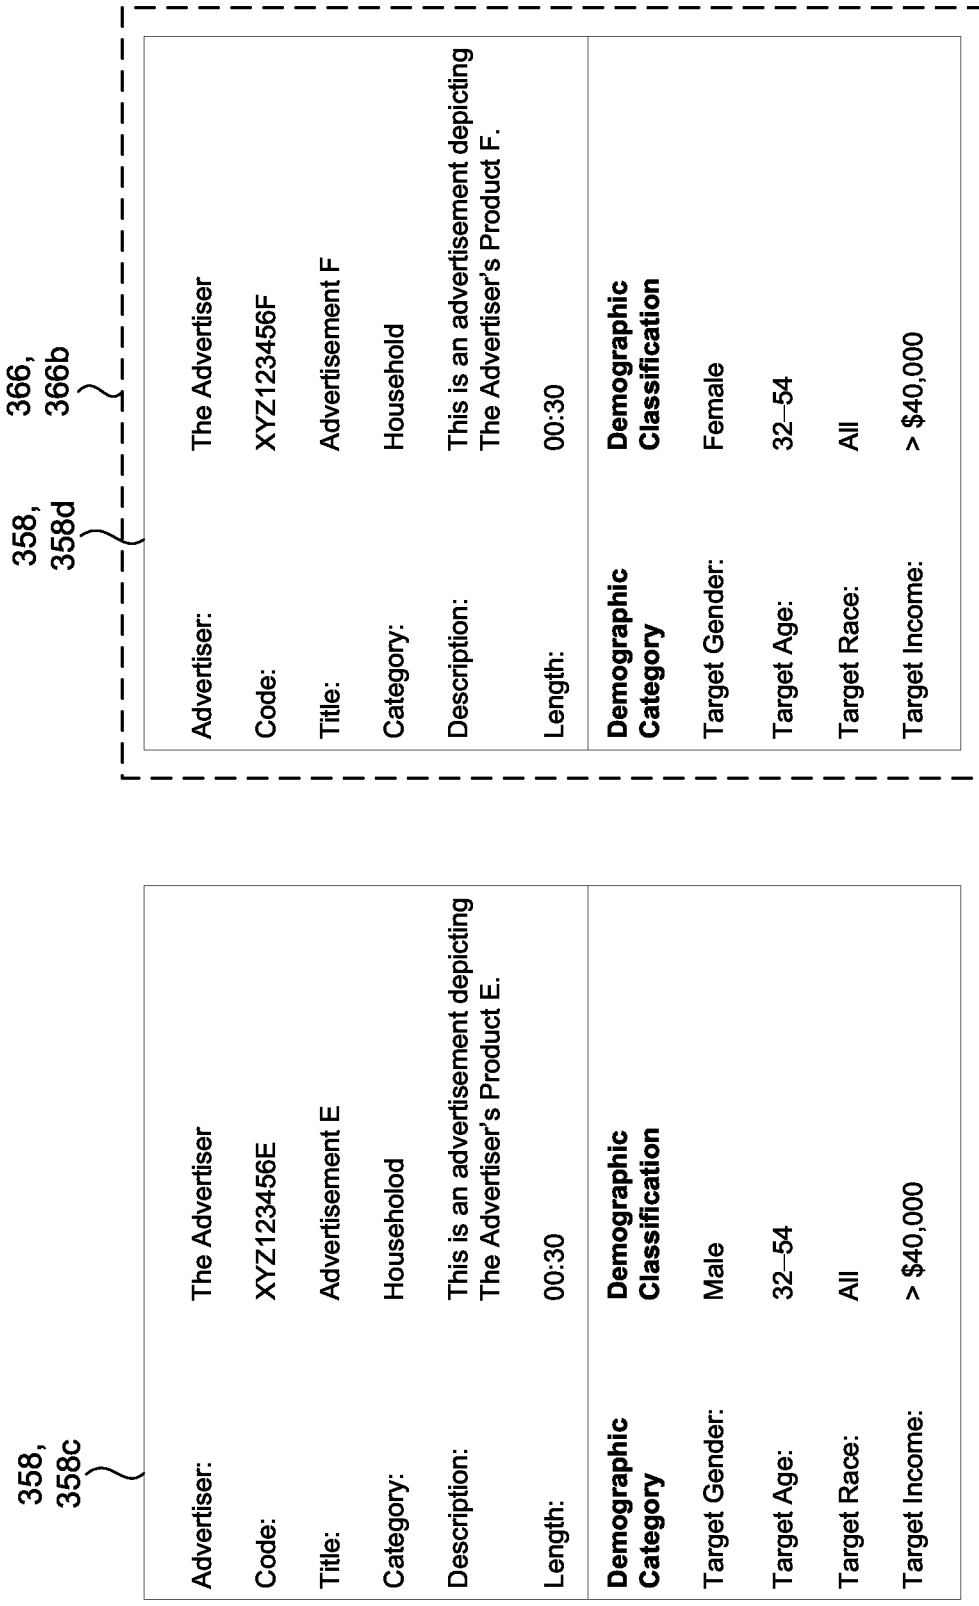 358,
358c
Advertiser: The Advertiser
Code: XYZ123456E
Title: Advertisement E
Category: Househo​lod
Description: This is an advertisement depicting
The Advertiser's Product E.
Length: 00:30
Demographic Demographic
Category Classification
Target Gender: Male
Target Age: 32–54
Target Race: All
Target Income: > $40,000
358,
358d
366,
366b
Advertiser: The Advertiser
Code: XYZ123456F
Title: Advertisement F
Category: Household
Description: This is an advertisement depicting
The Advertiser's Product F.
Length: 00:30
Demographic Demographic
Category Classification
Target Gender: Female
Target Age: 32–54
Target Race: All
Target Income: > $40,000